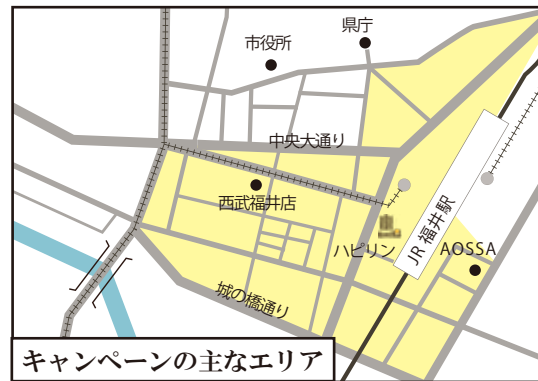 県庁
市役所
中央大通り
西武福井店
ハピリン
JR 福井駅
AOSSA
城の橋通り
キャンペーンの主なエリア